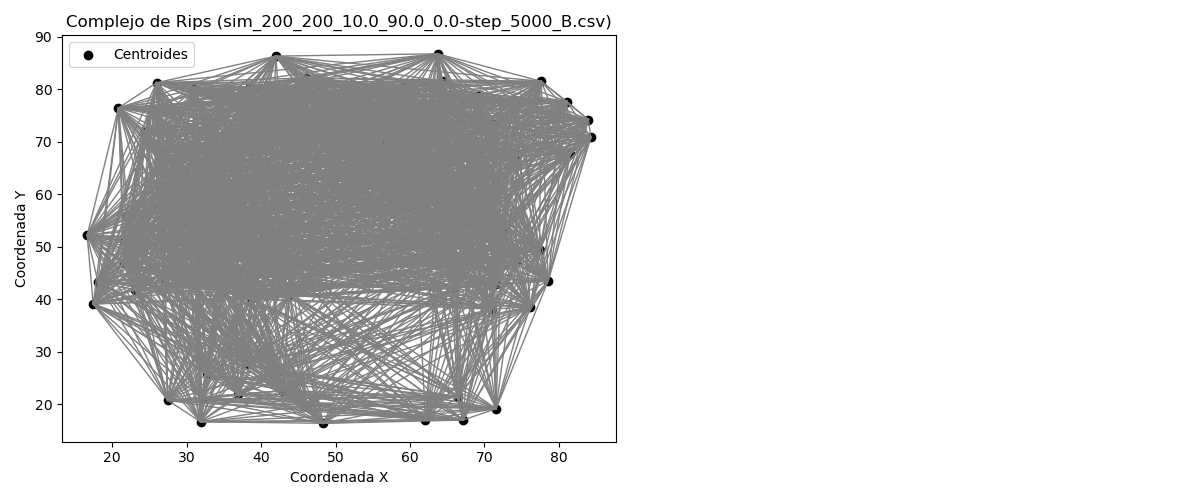 Complejo de Rips (sim_200_200_10.0_90.0_0.0-step_5000_B.csv)
Centroides
90
80
70
60
50
40
30
20
Coordenada Y
20 30 40 50 60 70 80
Coordenada X